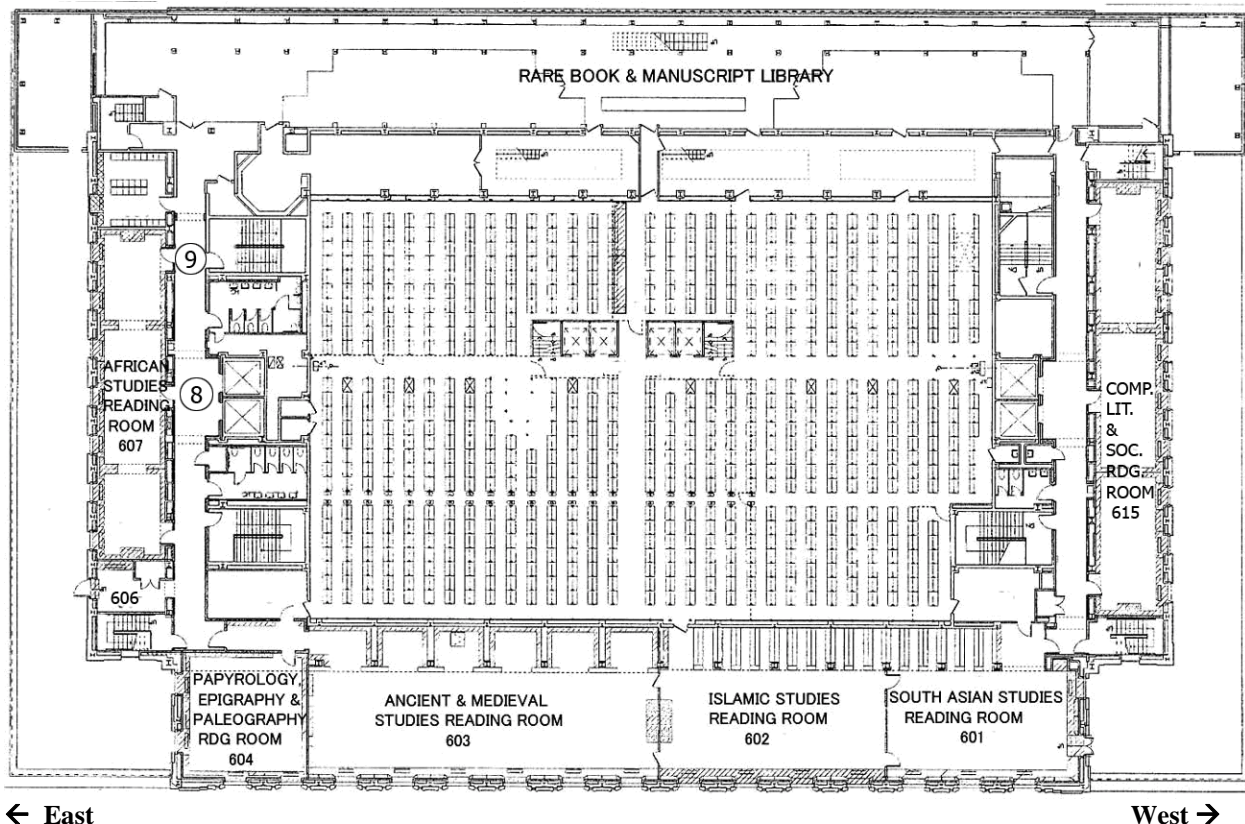 RARE BOOK & MANUSCRIPT LIBRARY
9
AFRICAN
STUDIES
READING
ROOM
607
8
COMP.
LIT.
&
SOC.
RDG.
ROOM
615
606
PAPYROLOGY,
EPIGRAPHY &
PALEOGRAPHY
RDG ROOM
604
ANCIENT & MEDIEVAL
STUDIES READING ROOM
603
ISLAMIC STUDIES
READING ROOM
602
SOUTH ASIAN STUDIES
READING ROOM
601
← East
West →